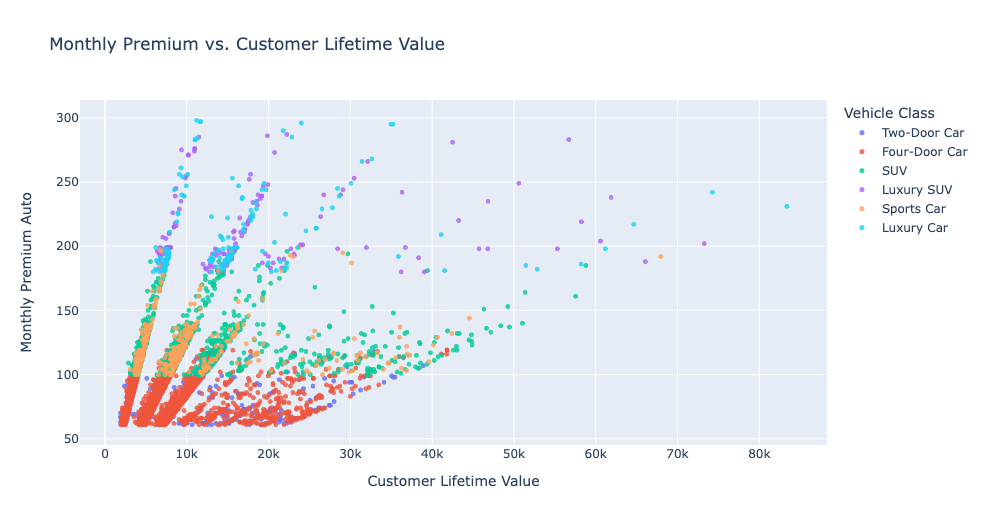 Monthly Premium vs. Customer Lifetime Value
Vehicle Class
Two-Door Car
Four-Door Car
SUV
Luxury SUV
Sports Car
Luxury Car
Monthly Premium Auto
300
250
200
150
100
50
0 10k 20k 30k 40k 50k 60k 70k 80k
Customer Lifetime Value